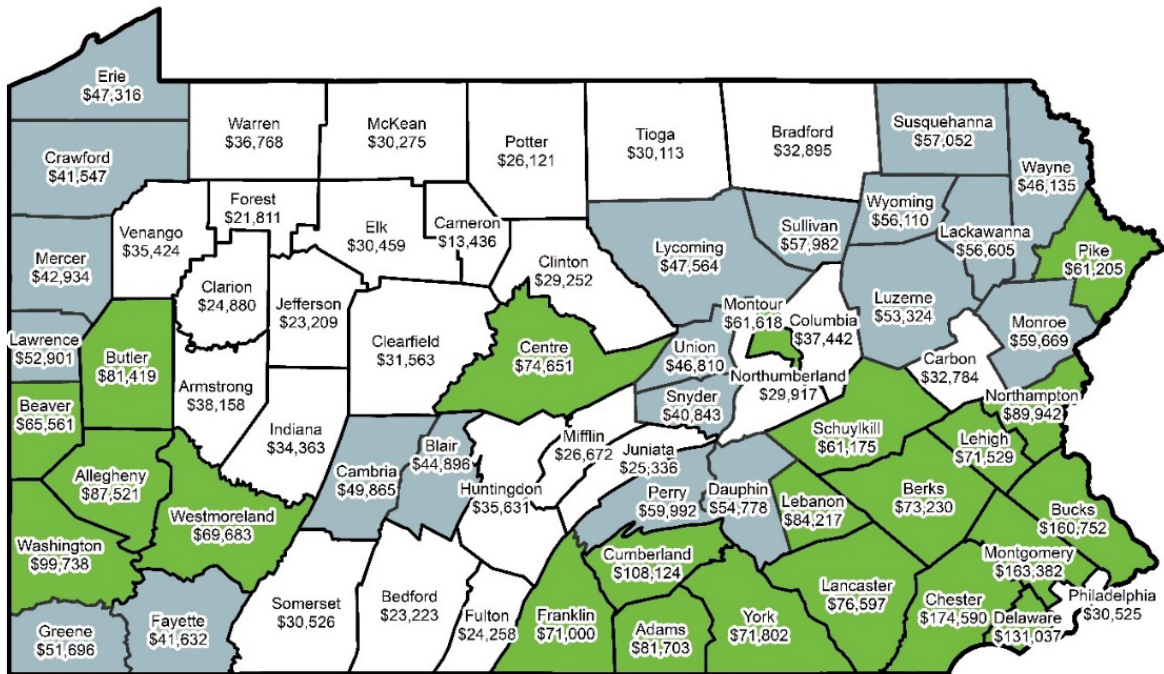 Erie
$47,316
Crawford
$41,547
Warren
$36,768
McKean
$30,275
Potter
$26,121
Tioga
$30,113
Bradford
$32,895
Susquehanna
$57,052
Wayne
$46,135
Wyoming
$56,110
Lackawanna
$56,605
Sullivan
$57,982
Pike
$61,205
Mercer
$42,934
Venango
$35,424
Forest
$21,811
Elk
$30,459
Cameron
$13,436
Clinton
$29,252
Lycoming
$47,564
Clarion
$24,880
Jefferson
$23,209
Clearfield
$31,563
Centre
$74,651
Montour
$61,618
Columbia
$37,442
Luzerne
$53,324
Monroe
$59,669
Lawrence
$52,901
Butler
$81,419
Armstrong
$38,158
Union
$46,810
Snyder
$40,843
Northumberland
$29,917
Carbon
$32,784
Northampton
$89,942
Beaver
$65,561
Allegheny
$87,521
Indiana
$34,363
Cambria
$49,865
Blair
$44,896
Huntingdon
$35,631
Mifflin
$26,672
Juniata
$25,336
Perry
$59,992
Dauphin
$54,778
Lebanon
$84,217
Schuylkill
$61,175
Lehigh
$71,529
Berks
$73,230
Bucks
$160,752
Washington
$99,738
Westmoreland
$69,683
Cumberland
$108,124
Montgomery
$163,382
Philadelphia
$30,525
Greene
$51,696
Fayette
$41,632
Somerset
$30,526
Bedford
$23,223
Fulton
$24,258
Franklin
$71,000
Adams
$81,703
York
$71,802
Lancaster
$76,597
Chester
$174,590
Delaware
$131,037